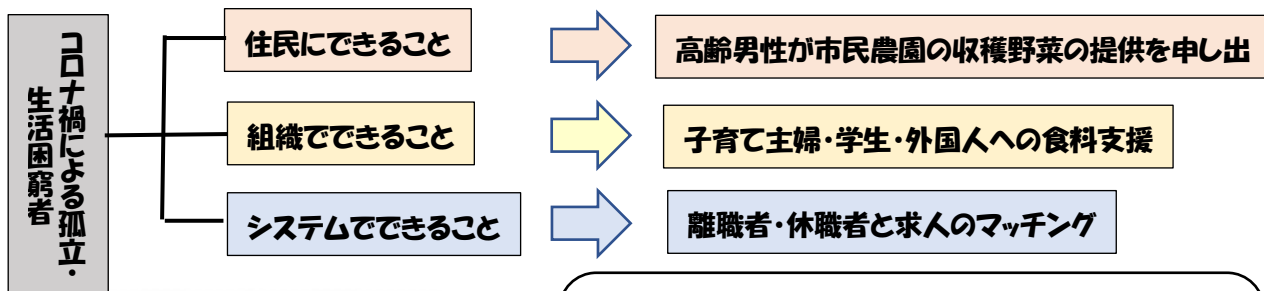 コロナ禍による孤立・
生活困窮者
住民にできること
高齢男性が市民農園の収穫野菜の提供を申し出
組織でできること
子育て主婦・学生・外国人への食料支援
システムでできること
離職者・休職者と求人のマッチング